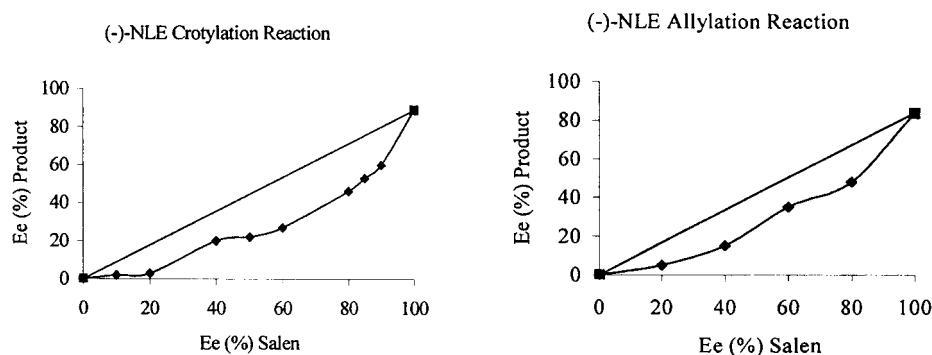 (-)-NLE Crotylation Reaction
100
80
60
40
20
0
0 20 40 60 80 100
Ee (%) Product
Ee (%) Salen
(-)-NLE Allylation Reaction
100
80
60
40
20
0
0 20 40 60 80 100
Ee (%) Product
Ee (%) Salen